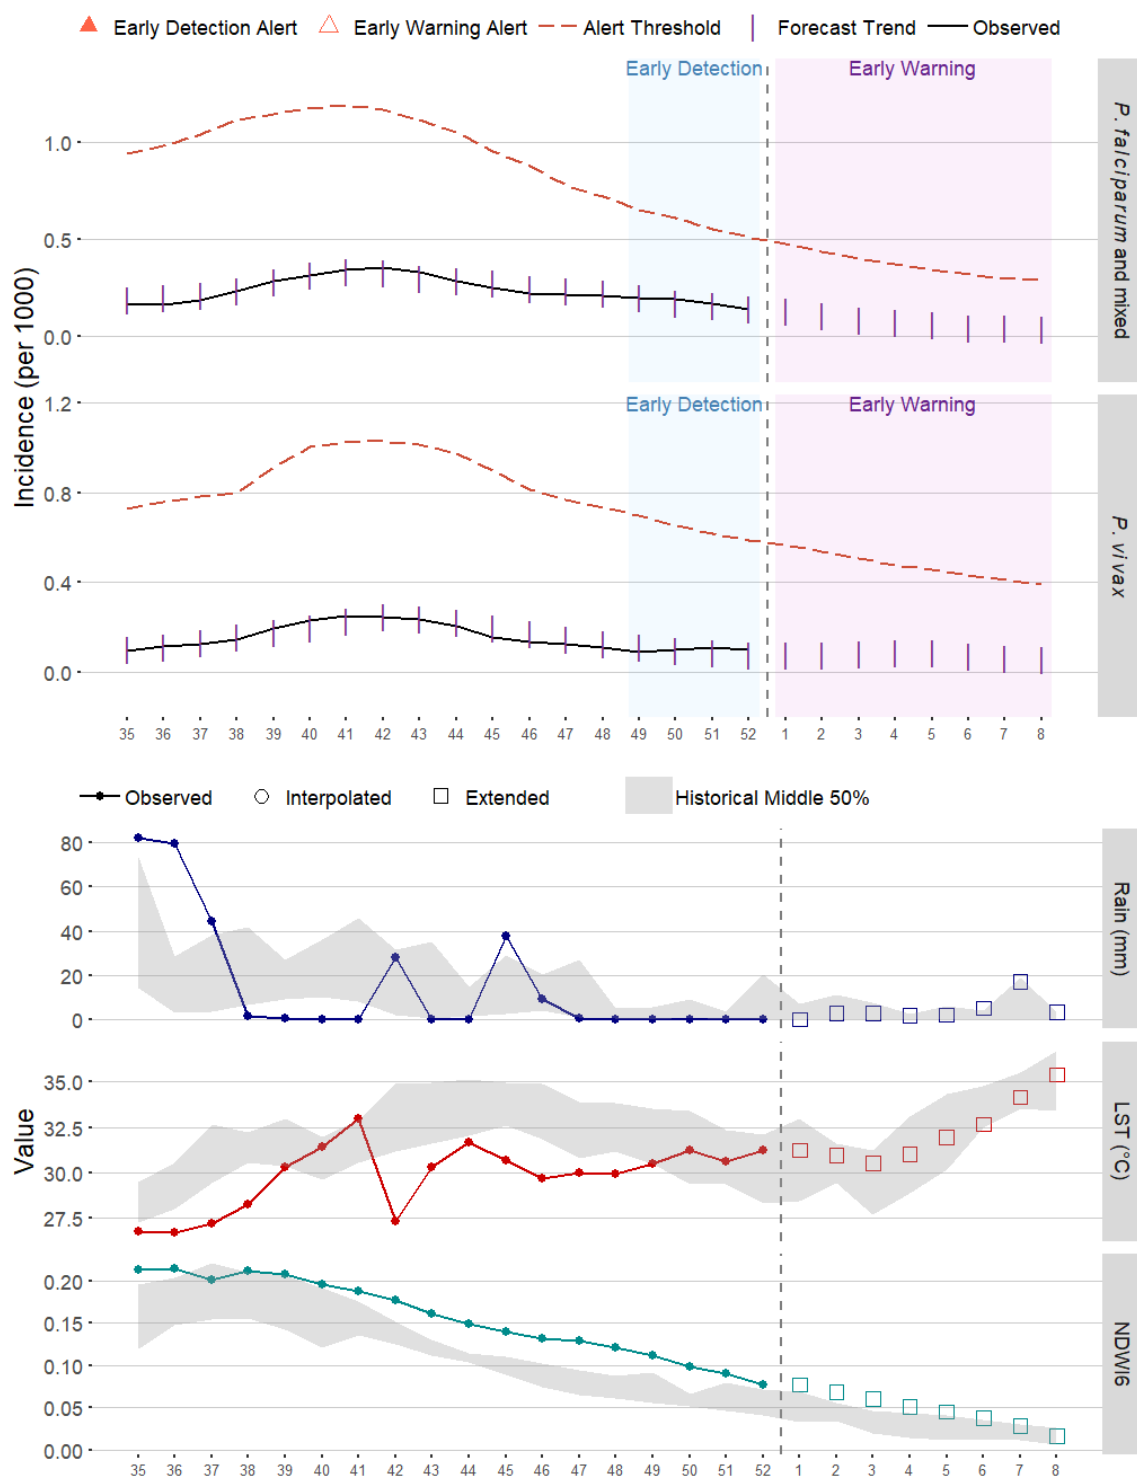 Early Detection Alert Early Warning Alert Alert Threshold Forecast Trend Observed
Incidence (per 1000)
Early Detection Early Warning
1.0
0.5
0.0
P. falciparum and mixed
Early Detection Early Warning
1.2
0.8
0.4
0.0
P. vivax
35 36 37 38 39 40 41 42 43 44 45 46 47 48 49 50 51 52 1 2 3 4 5 6 7 8
Observed Interpolated Extended Historical Middle 50%
Value
80
60
40
20
0
Rain (mm)
35.0
32.5
30.0
27.5
LST (°C)
0.20
0.15
0.10
0.05
0.00
NDWI6
35 36 37 38 39 40 41 42 43 44 45 46 47 48 49 50 51 52 1 2 3 4 5 6 7 8